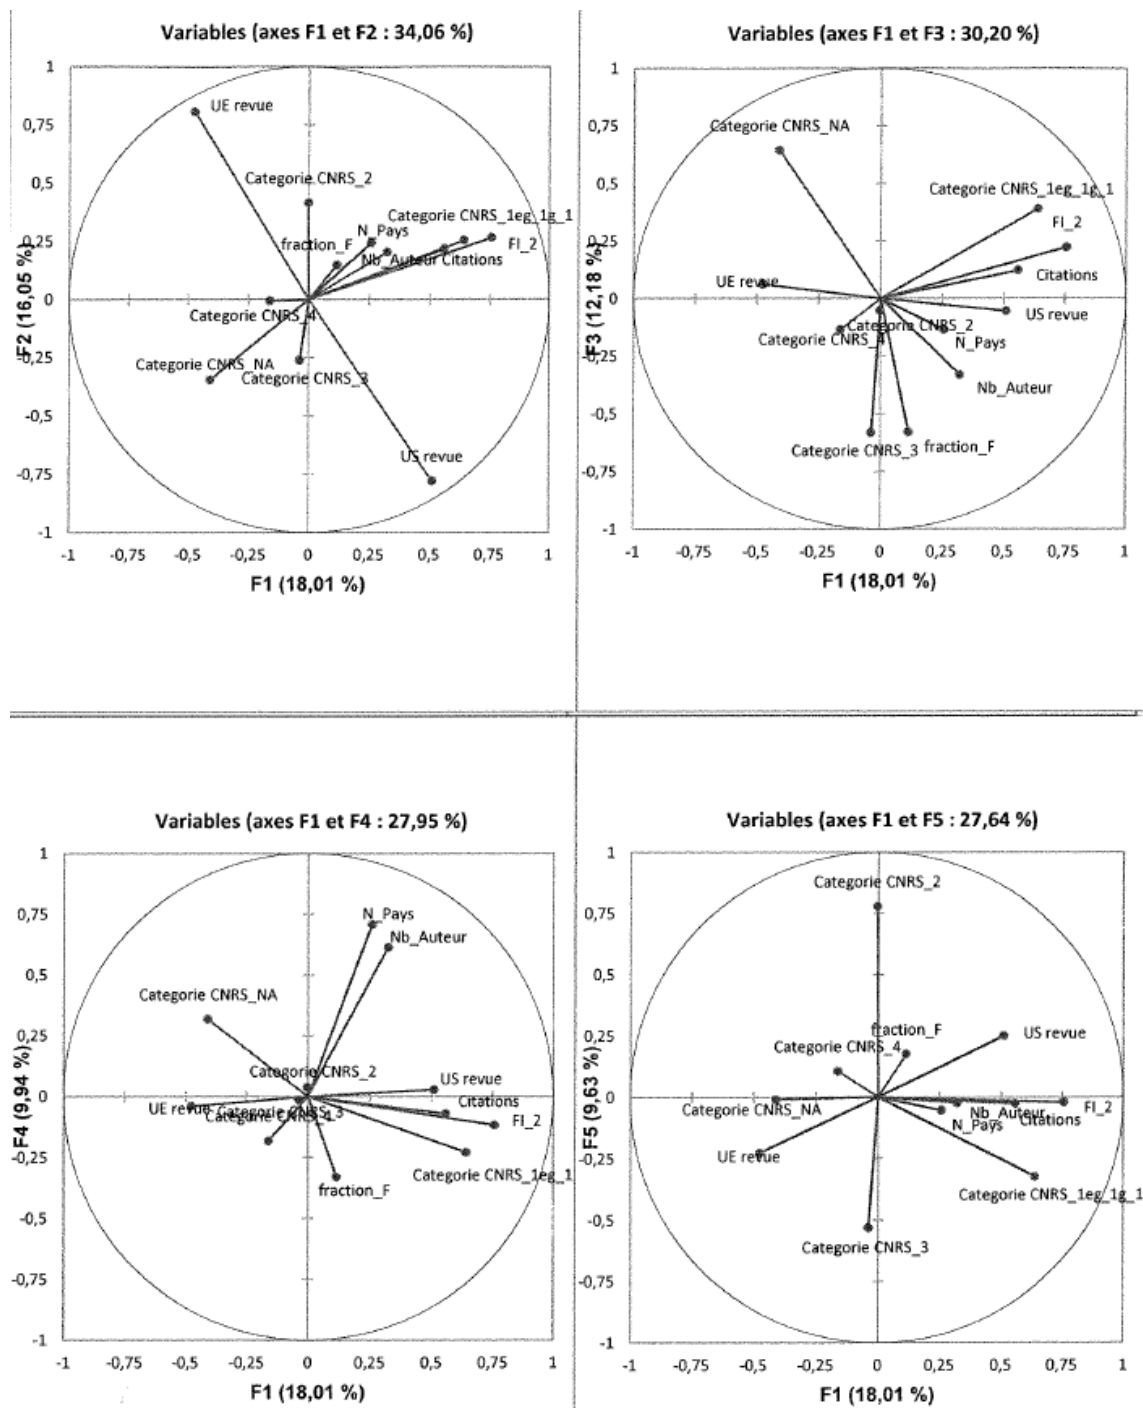 Variables (axes F1 et F2 : 34,06 %)
1
UE revue
0,75
0,5
Categorie CNRS_2
Categorie CNRS_1eg_1g_1
N_Pays
0,25
fraction_F
FI_2
Nb_Auteur Citations
F2 (16,05 %)
0
Categorie CNRS_4
-0,25
Categorie CNRS_NA
Categorie CNRS_3
-0,5
US revue
-0,75
-1
-1 -0,75 -0,5 -0,25 0 0,25 0,5 0,75 1
F1 (18,01 %)
Variables (axes F1 et F3 : 30,20 %)
1
0,75
Categorie CNRS_NA
0,5
Categorie CNRS_1eg_1g_1
0,25
FI_2
UE revue
Citations
F3 (12,18 %)
0
US revue
Categorie CNRS_2
Categorie CNRS_4
N_Pays
-0,25
Nb_Auteur
-0,5
Categorie CNRS_3
fraction_F
-0,75
-1
-1 -0,75 -0,5 -0,25 0 0,25 0,5 0,75 1
F1 (18,01 %)
Variables (axes F1 et F4 : 27,95 %)
1
0,75
N_Pays
Nb_Auteur
0,5
Categorie CNRS_NA
0,25
Categorie CNRS_2
US revue
F4 (9,94 %)
0
UE revue
Categorie CNRS_3
Categorie CNRS_4
Citations
FI_2
-0,25
Categorie CNRS_1eg_1
fraction_F
-0,5
-0,75
-1
-1 -0,75 -0,5 -0,25 0 0,25 0,5 0,75 1
F1 (18,01 %)
Variables (axes F1 et F5 : 27,64 %)
1
Categorie CNRS_2
0,75
0,5
0,25
fraction_F
US revue
Categorie CNRS_4
F5 (9,63 %)
0
Categorie CNRS_NA
FI_2
Nb_Auteur
Citations
N_Pays
-0,25
UE revue
Categorie CNRS_1eg_1g_1
-0,5
Categorie CNRS_3
-0,75
-1
-1 -0,75 -0,5 -0,25 0 0,25 0,5 0,75 1
F1 (18,01 %)